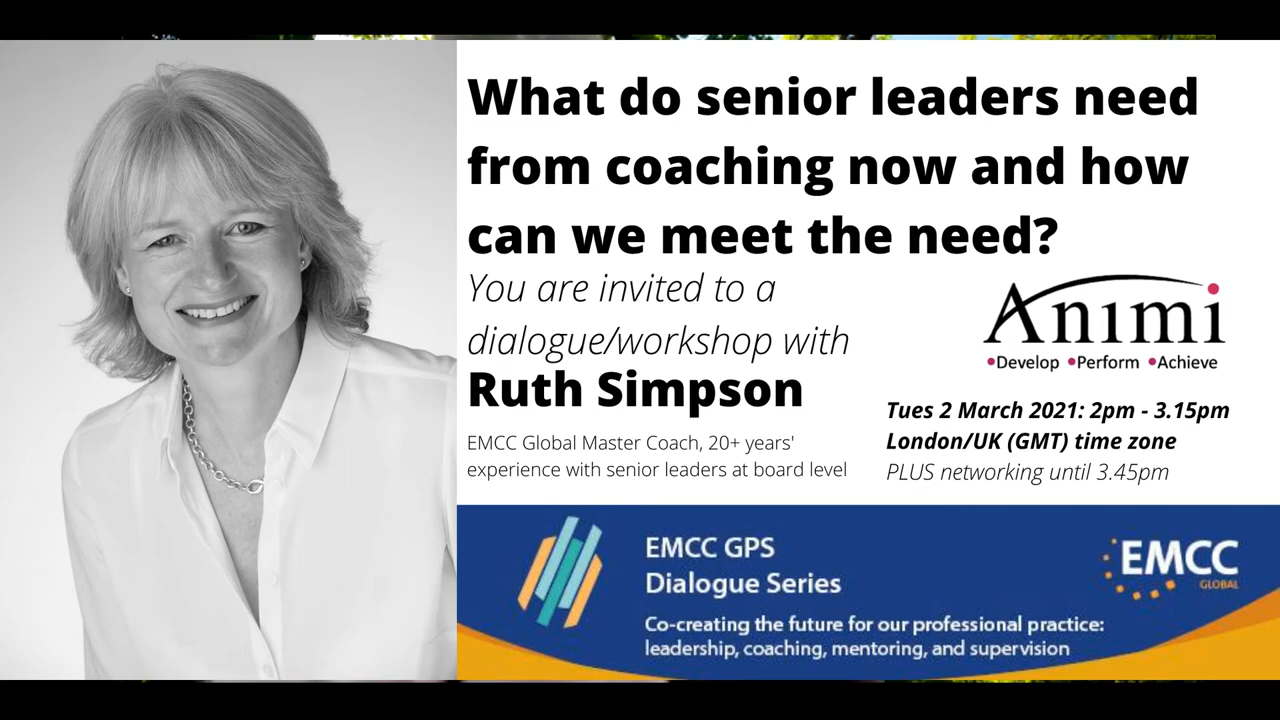 What do senior leaders need
from coaching now and how
can we meet the need?
You are invited to a
dialogue/workshop with
Ruth Simpson
EMCC Global Master Coach, 20+ years'
experience with senior leaders at board level
Animi
•Develop •Perform •Achieve
Tues 2 March 2021: 2pm - 3.15pm
London/UK (GMT) time zone
PLUS networking until 3.45pm
EMCC GPS
Dialogue Series
Co-creating the future for our professional practice:
leadership, coaching, mentoring, and supervision
EMCC
GLOBAL